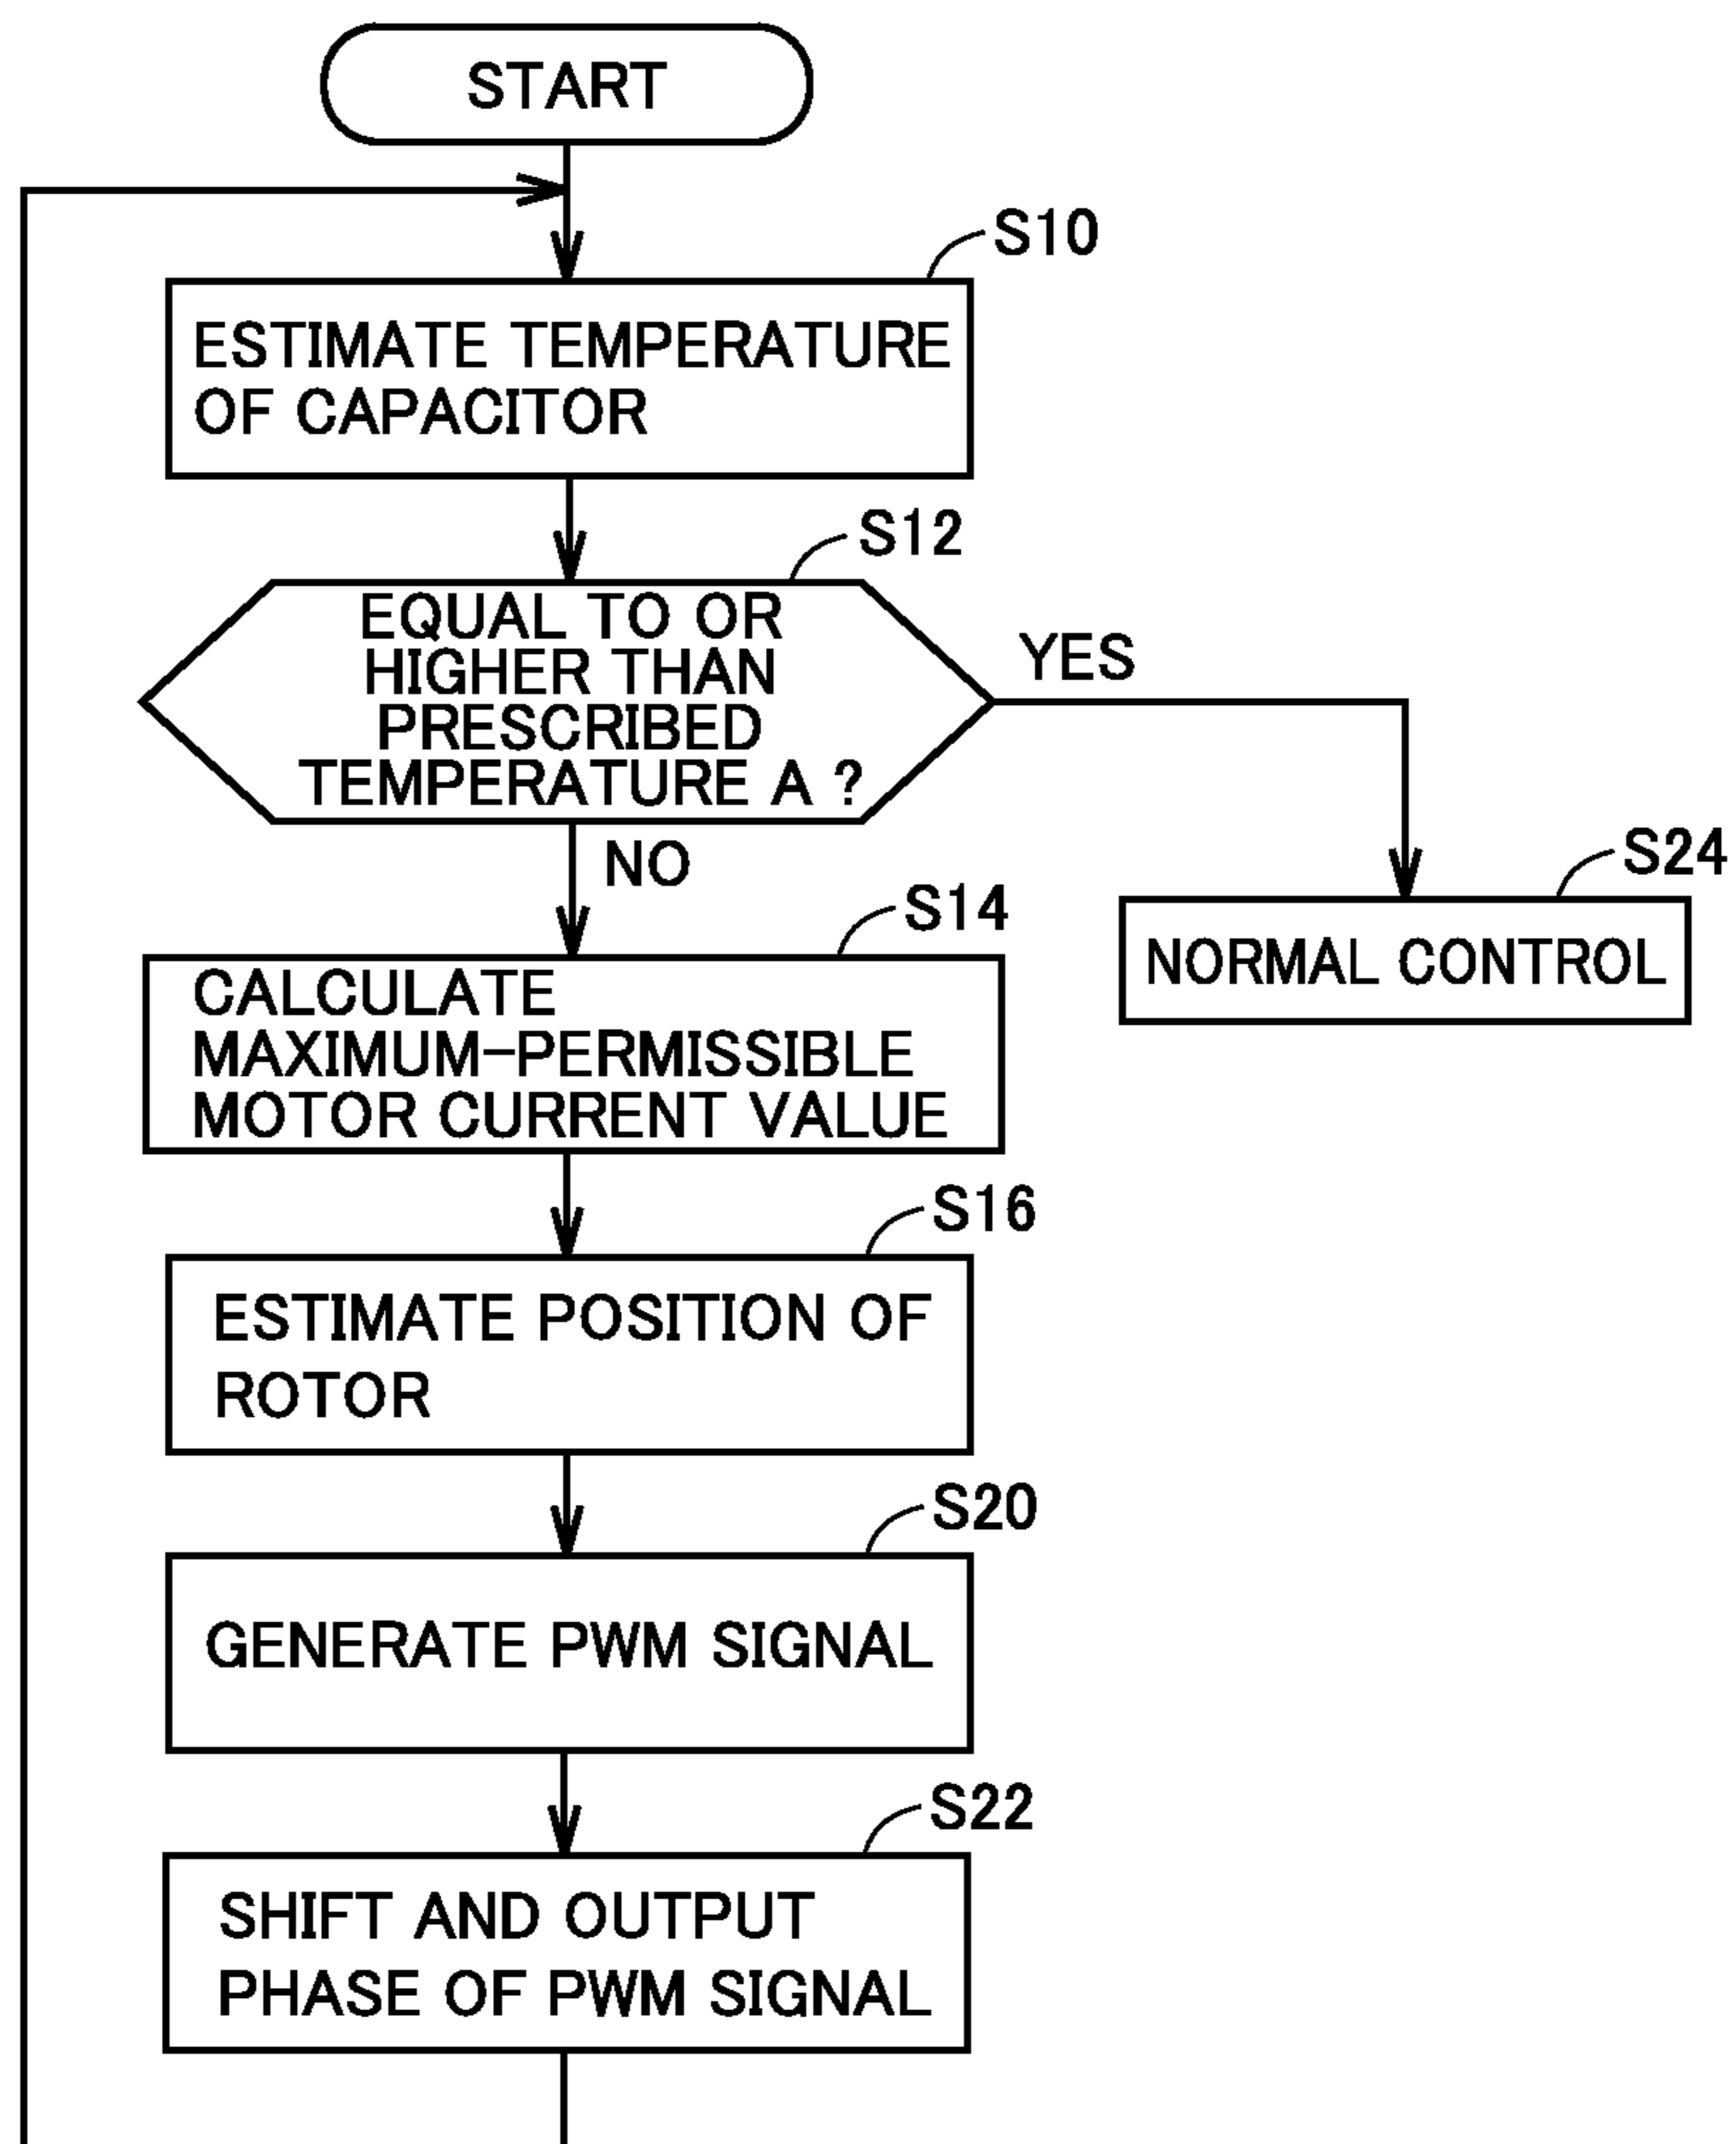 START
S10
ESTIMATE TEMPERATURE
OF CAPACITOR
S12
EQUAL TO OR
HIGHER THAN
PRESCRIBED
TEMPERATURE A ?
YES
NO
S24
NORMAL CONTROL
S14
CALCULATE
MAXIMUM-PERMISSIBLE
MOTOR CURRENT VALUE
S16
ESTIMATE POSITION OF
ROTOR
S20
GENERATE PWM SIGNAL
S22
SHIFT AND OUTPUT
PHASE OF PWM SIGNAL